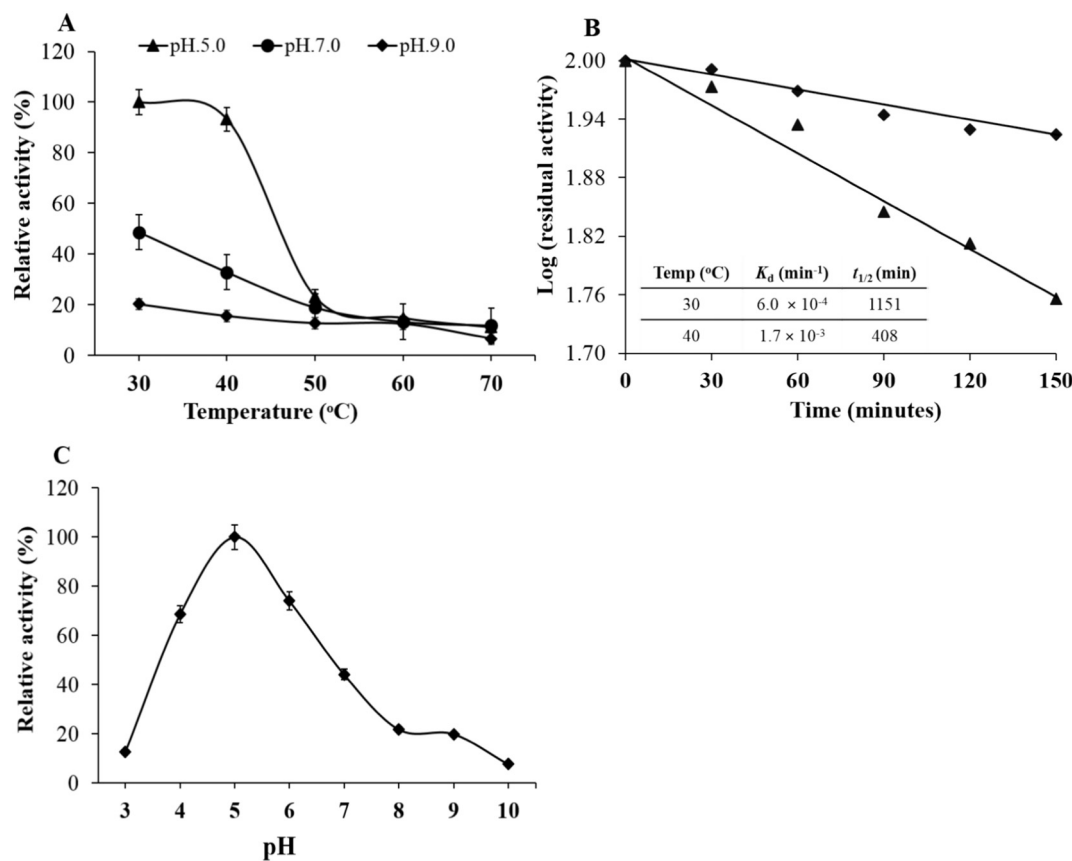 A
pH.5.0 pH.7.0 pH.9.0
120
100
80
60
40
20
0
Relative activity (%)
30 40 50 60 70
Temperature (°C)
B
2.00
1.94
1.88
1.82
1.76
1.70
Log (residual activity)
Temp (°C) Kd (min-1) t1/2 (min)
30 6.0 × 10-4 1151
40 1.7 × 10-3 408
0 30 60 90 120 150
Time (minutes)
C
120
100
80
60
40
20
0
Relative activity (%)
3 4 5 6 7 8 9 10
pH